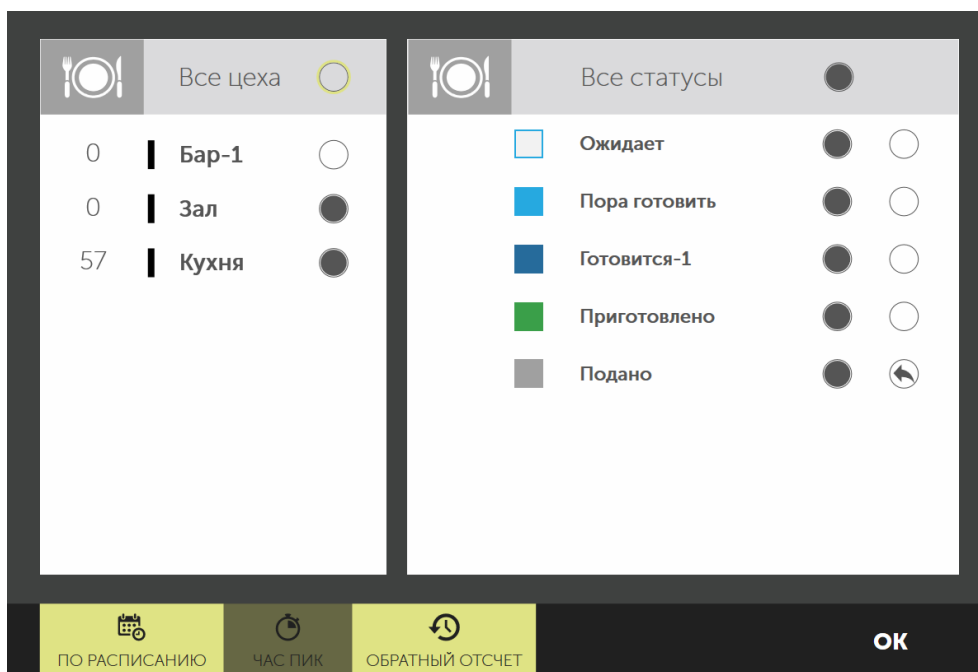 Все цеха
0 Бар-1
0 Зал
57 Кухня
Все статусы
Ожидает
Пора готовить
Готовится-1
Приготовлено
Подано
ПО РАСПИСАНИЮ
ЧАС ПИК
ОБРАТНЫЙ ОТСЧЕТ
ОК